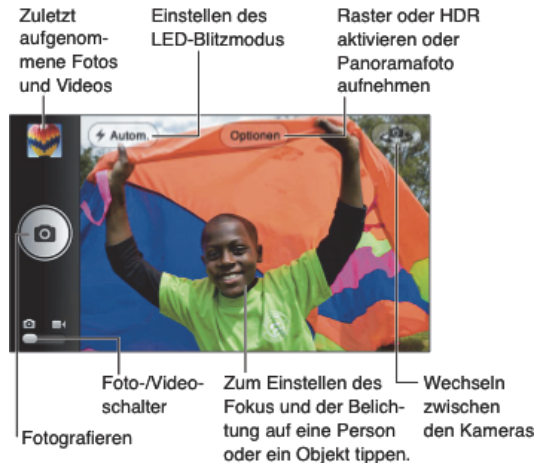 Zuletzt
aufgenom-
mene Fotos
und Videos
Einstellen des
LED-Blitzmodus
Raster oder HDR
aktivieren oder
Panoramafoto
aufnehmen
Autom.
Optionen
Foto-/Video-
schalter
Fotografieren
Zum Einstellen des
Fokus und der Belich-
tung auf eine Person
oder ein Objekt tippen.
Wechseln
zwischen
den Kameras